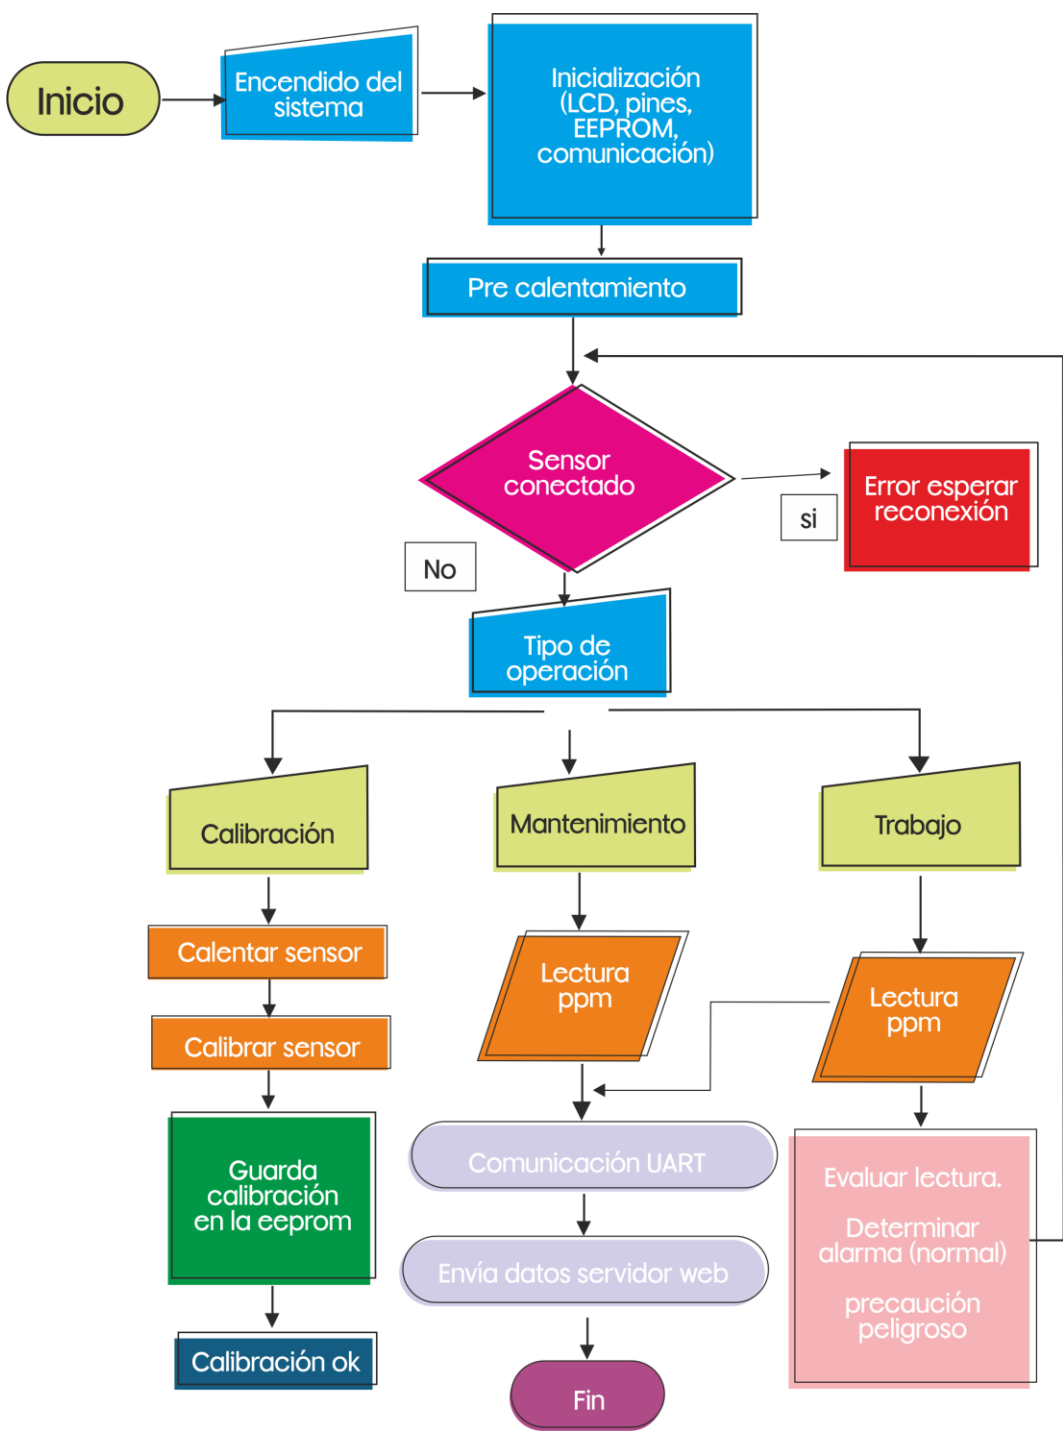 Inicio
Encendido del
sistema
Inicialización
(LCD, pines,
EEPROM,
comunicación)
Pre calentamiento
Sensor
conectado
si
Error esperar
reconexión
No
Tipo de
operación
Calibración
Mantenimiento
Trabajo
Calentar sensor
Lectura
ppm
Lectura
ppm
Calibrar sensor
Guarda
calibración
en la eeprom
Comunicación UART
Evaluar lectura.
Determinar
alarma (normal)
precaución
peligroso
Envía datos servidor web
Calibración ok
Fin